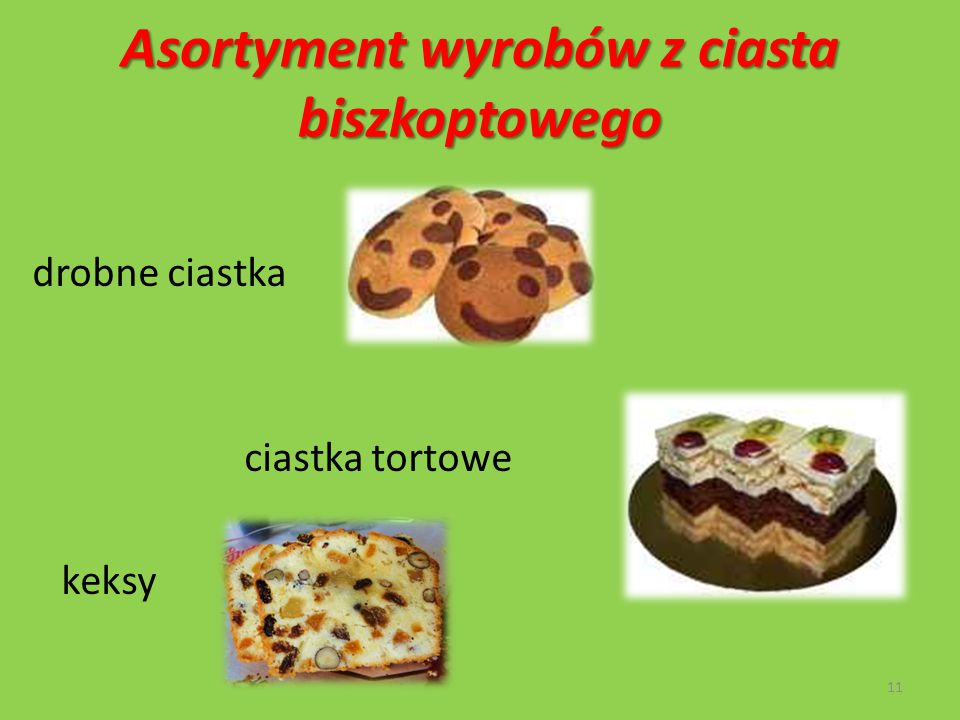 Asortyment wyrobów z ciasta
biszkoptowego
drobne ciastka
ciastka tortowe
keksy
11